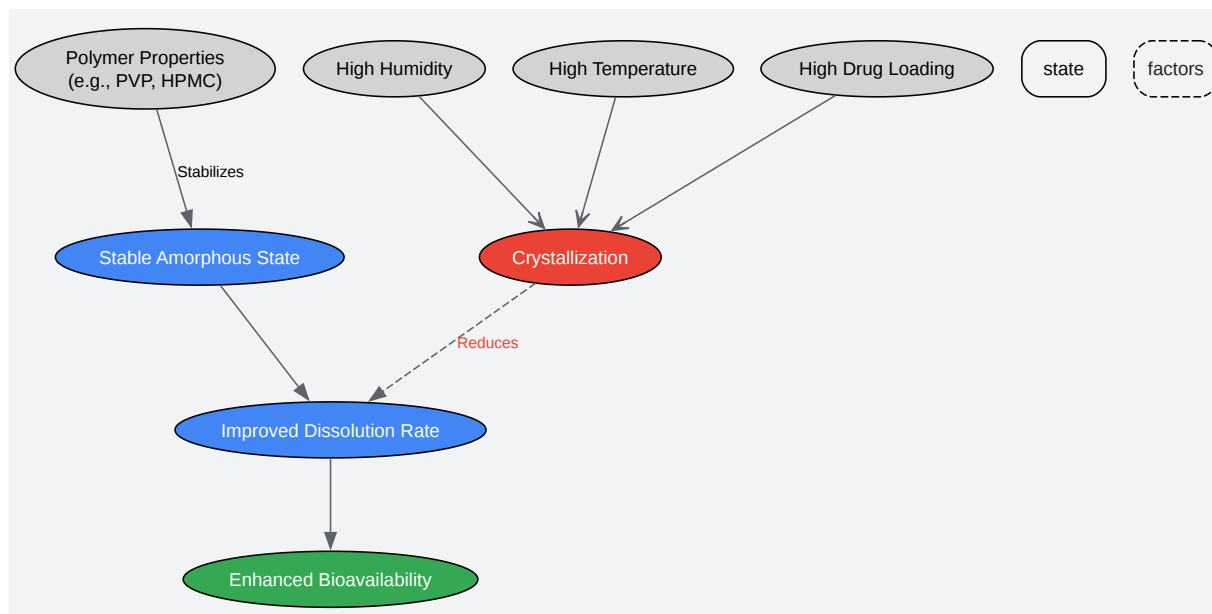 Polymer Properties
(e.g., PVP, HPMC)
High Humidity
High Temperature
High Drug Loading
state
factors
Stabilizes
Stable Amorphous State
Crystallization
Reduces
Improved Dissolution Rate
Enhanced Bioavailability